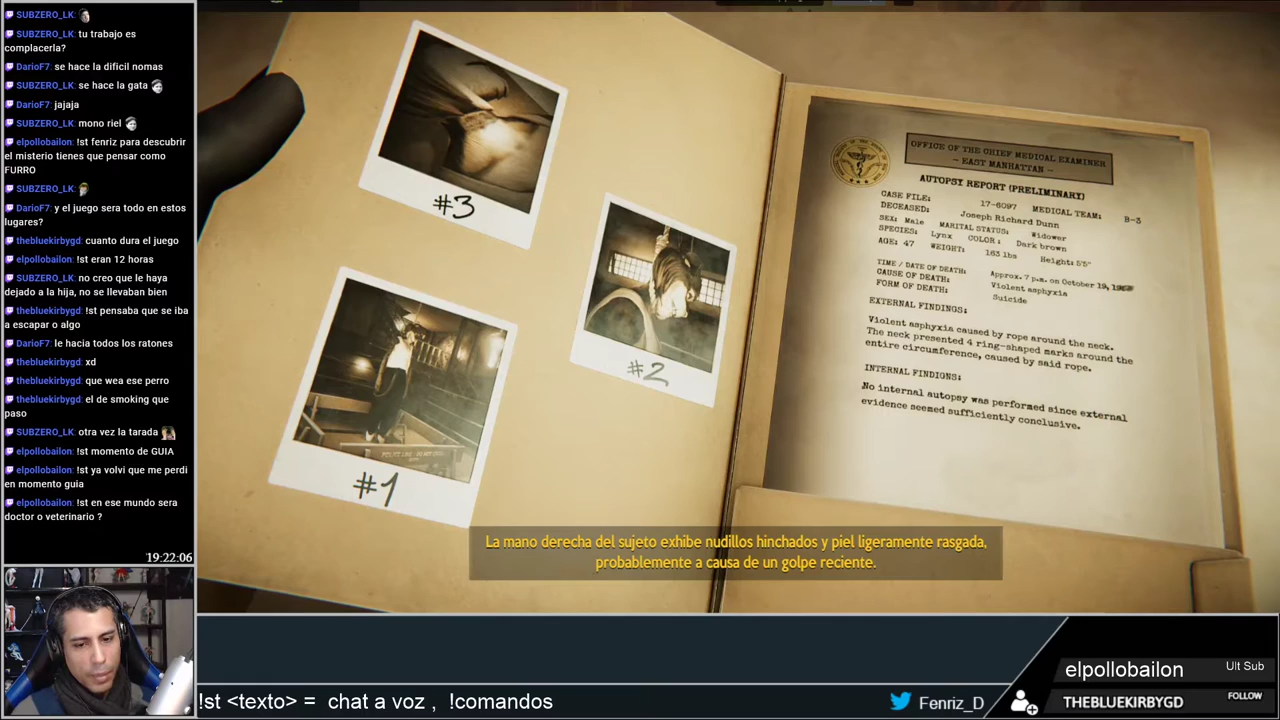 SUBZERO_LK:
SUBZERO_LK: tu trabajo es
complacerla?
DarioF7: se hace la dificil nomas
SUBZERO_LK: se hace la gata
DarioF7: jajaja
SUBZERO_LK: mono riel
elpollobailon: !st fenriz para descubrir
el misterio tienes que pensar como
FURRO
SUBZERO_LK:
DarioF7: y el juego sera todo en estos
lugares?
thebluekirbygd: cuanto dura el juego
elpollobailon: !st eran 12 horas
SUBZERO_LK: no creo que le haya
dejado a la hija, no se llevaban bien
thebluekirbygd: !st pensaba que se iba
a escapar o algo
DarioF7: le hacia todos los ratones
thebluekirbygd: xd
thebluekirbygd: que wea ese perro
thebluekirbygd: el de smoking que
paso
SUBZERO_LK: otra vez la tarada
elpollobailon: !st momento de GUIA
elpollobailon: !st ya volvi que me perdi
en momento guia
elpollobailon: !st en ese mundo sera
doctor o veterinario ?
19:22:06
#3
#2
#1
OFFICE OF THE CHIEF MEDICAL EXAMINER
~ EAST MANHATTAN ~
AUTOPSY REPORT (PRELIMINARY)
CASE FILE: 17-6097 MEDICAL TEAM: B-3
DECEASED: Joseph Richard Dunn
SEX: Male MARITAL STATUS: Widower
SPECIES: Lynx COLOR: Dark brown
AGE: 47 WEIGHT: 163 lbs Height: 5'5"
TIME / DATE OF DEATH: Approx. 7 p.m. on October 19,
CAUSE OF DEATH: Violent asphyxia
FORM OF DEATH: Suicide
EXTERNAL FINDINGS:
Violent asphyxia caused by rope around the neck.
The neck presented 4 ring-shaped marks around the
entire circumference, caused by said rope.
INTERNAL FINDIGNS:
No internal autopsy was performed since external
evidence seemed sufficiently conclusive.
La mano derecha del sujeto exhibe nudillos hinchados y piel ligeramente rasgada,
probablemente a causa de un golpe reciente.
!st <texto> = chat a voz , !comandos
Fenriz_D
elpollobailon Ult Sub
THEBLUEKIRBYGD FOLLOW